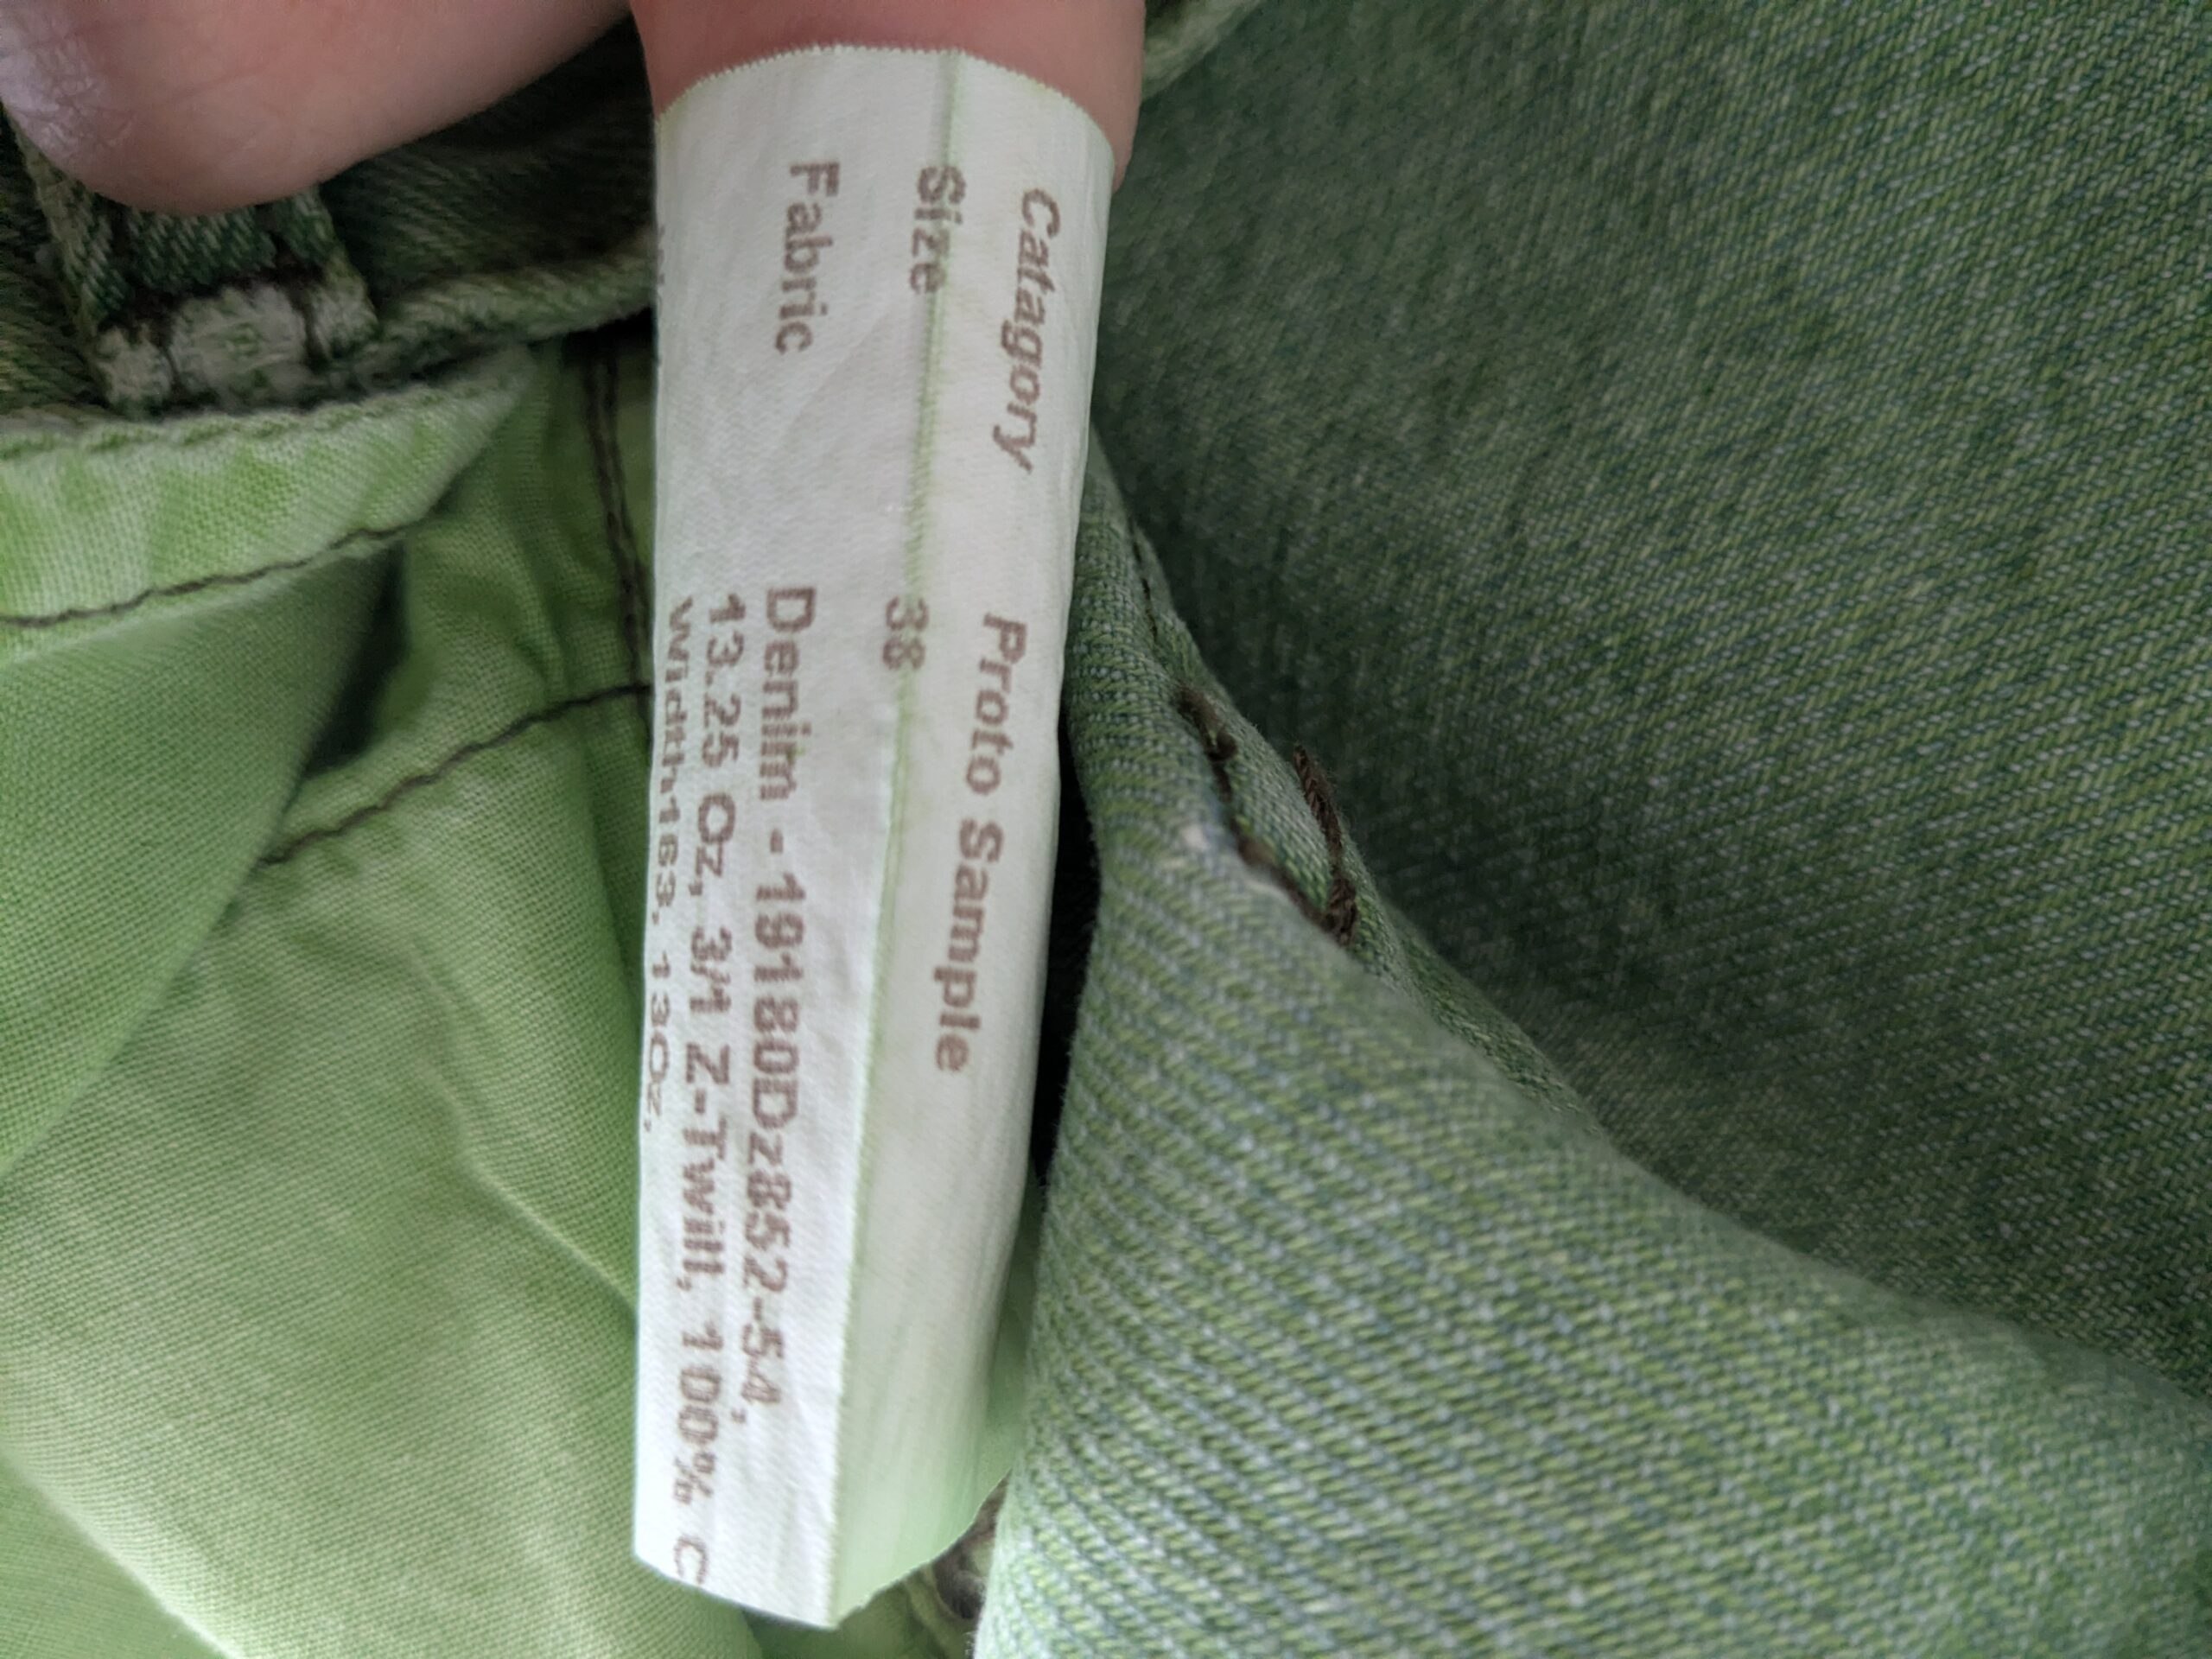 Catagory Proto Sample
Size 38
Fabric Denim - 19180Dz852-54,
13.25 Oz, 3/1 Z-Twill, 100% C
Width163, 13Oz,